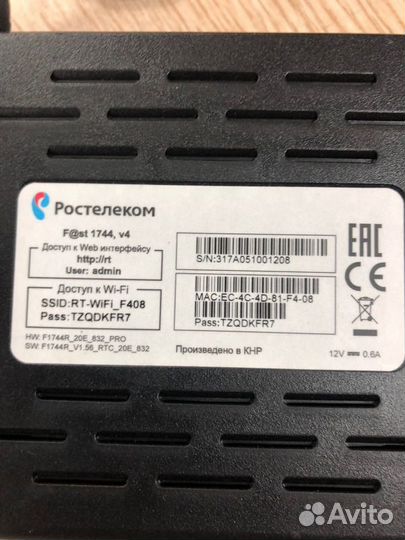 Ростелеком
F@st 1744, v4
Доступ к Web интерфейсу
http://rt
User: admin
Доступ к Wi-Fi
SSID:RT-WiFi_F408
Pass:TZQDKFR7
HW: F1744R_20E_832_PRO
SW: F1744R_V1.56_RTC_20E_832
S/N:317A051001208
MAC:EC-4C-4D-81-F4-08
Pass:TZQDKFR7
Произведено в КНР
EAC
CE
12V 0.6A
Avito